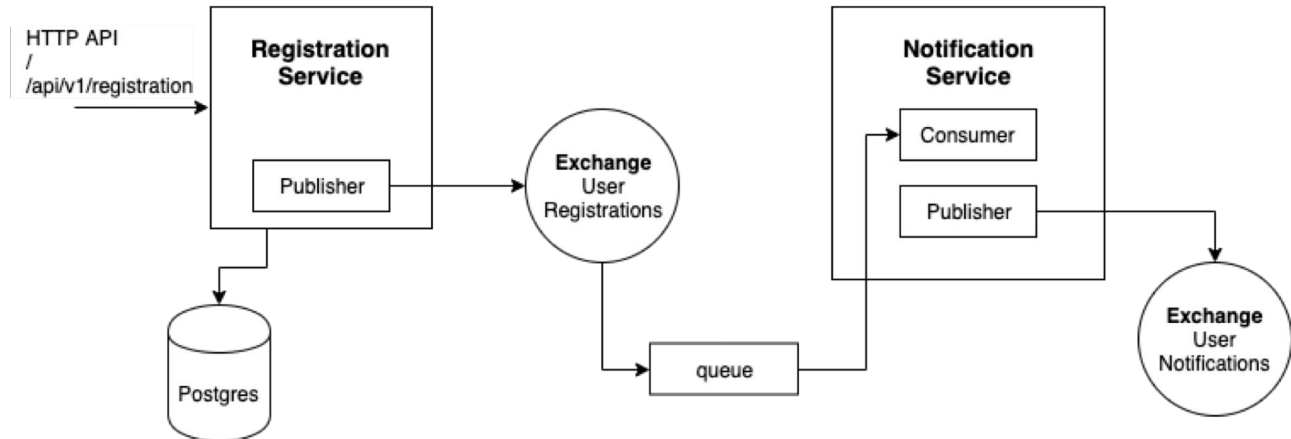 HTTP API
/
/api/v1/registration
Registration
Service
Publisher
Postgres
Exchange
User
Registrations
queue
Notification
Service
Consumer
Publisher
Exchange
User
Notifications